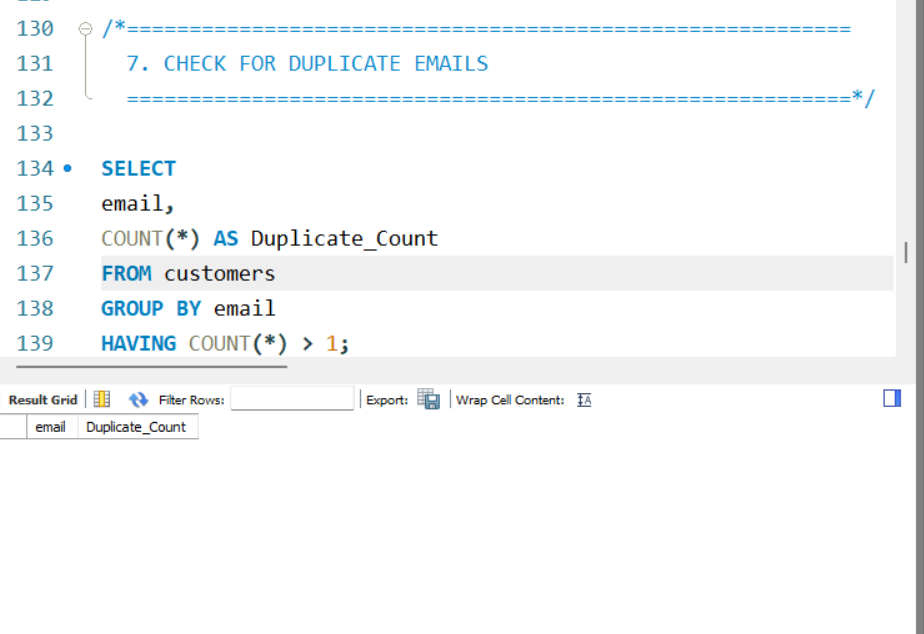 130 /*==========================================================
131 7. CHECK FOR DUPLICATE EMAILS
132 ==========================================================*/
133
134 SELECT
135 email,
136 COUNT(*) AS Duplicate_Count
137 FROM customers
138 GROUP BY email
139 HAVING COUNT(*) > 1;
Result Grid Filter Rows: Export: Wrap Cell Content:
email Duplicate_Count